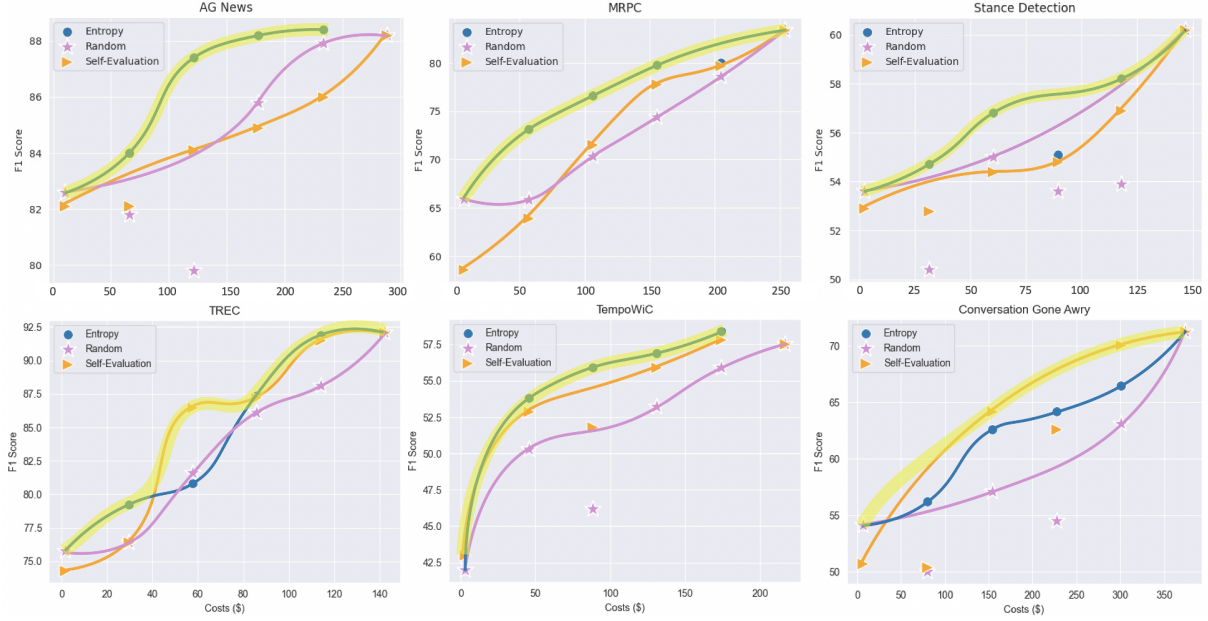 AG News
88
86
84
82
80
F1 Score
Entropy
Random
Self-Evaluation
0 50 100 150 200 250 300
MRPC
80
75
70
65
60
F1 Score
Entropy
Random
Self-Evaluation
0 50 100 150 200 250
Stance Detection
60
58
56
54
52
50
F1 Score
Entropy
Random
Self-Evaluation
0 25 50 75 100 125 150
TREC
92.5
90.0
87.5
85.0
82.5
80.0
77.5
75.0
F1 Score
Entropy
Random
Self-Evaluation
0 20 40 60 80 100 120 140
Costs ($)
TempoWiC
57.5
55.0
52.5
50.0
47.5
45.0
42.5
F1 Score
Entropy
Random
Self-Evaluation
0 50 100 150 200
Costs ($)
Conversation Gone Awry
70
65
60
55
50
F1 Score
Entropy
Random
Self-Evaluation
0 50 100 150 200 250 300 350
Costs ($)